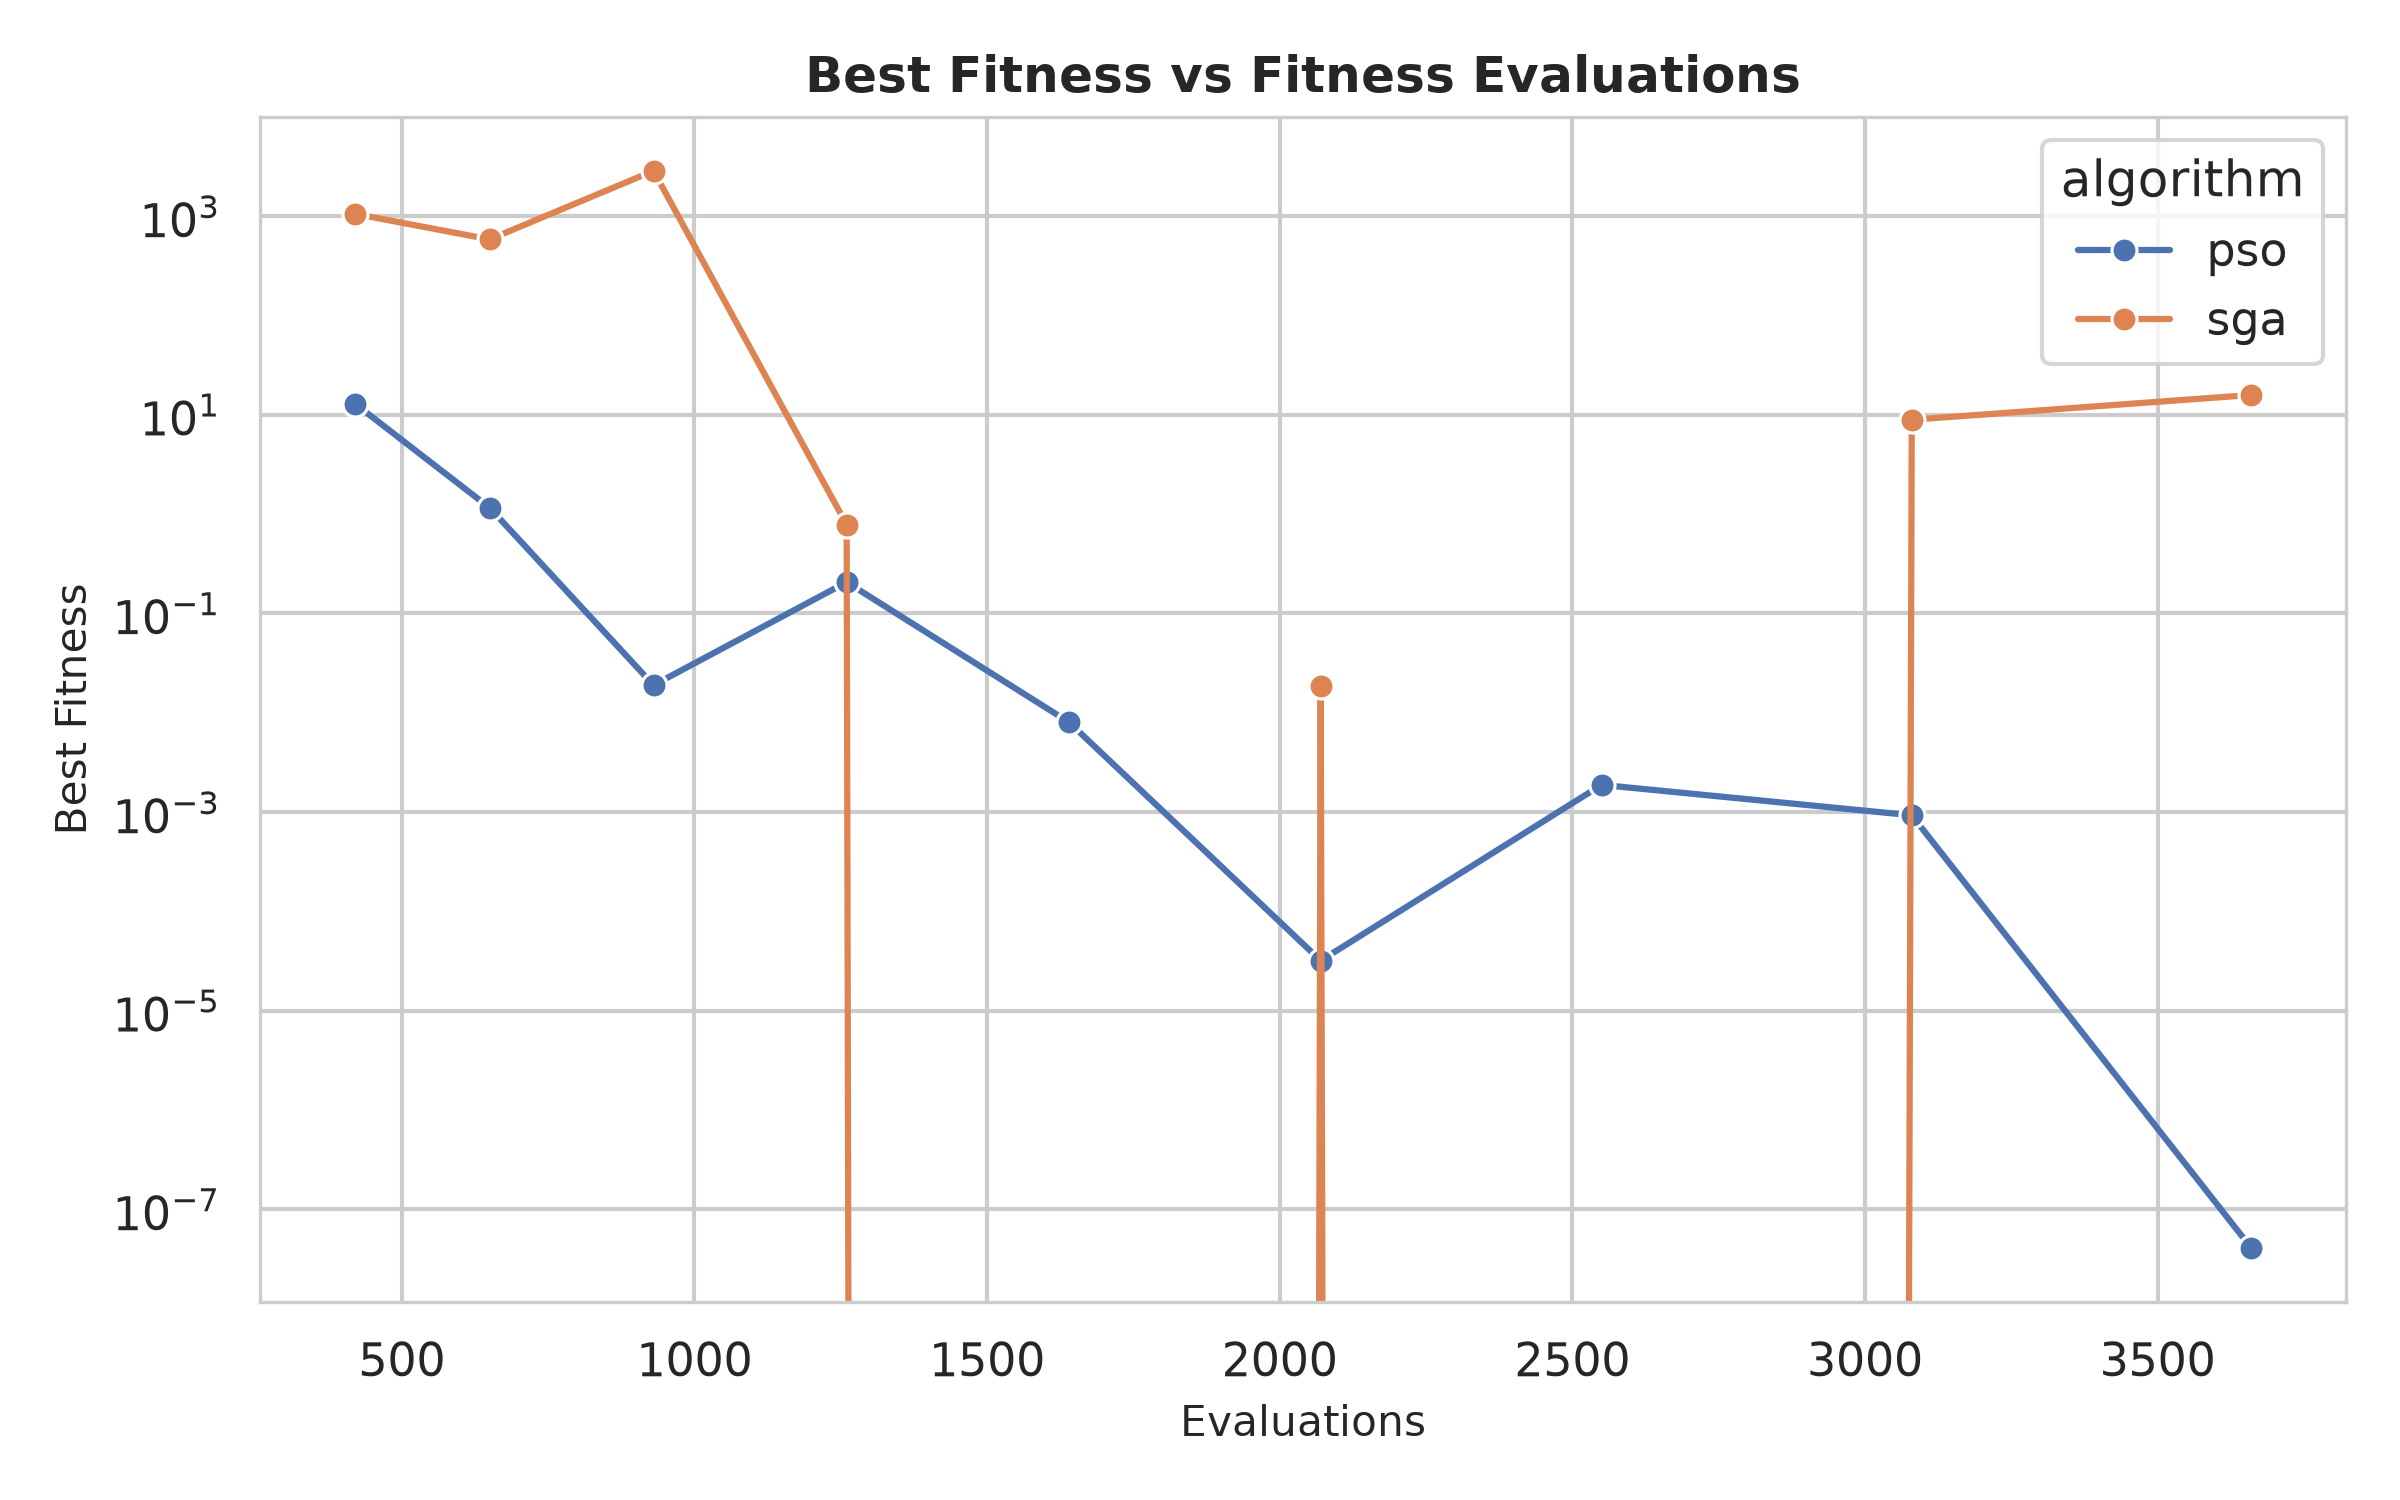 Best Fitness vs Fitness Evaluations
algorithm
pso
sga
Best Fitness
10³
10¹
10⁻¹
10⁻³
10⁻⁵
10⁻⁷
500 1000 1500 2000 2500 3000 3500
Evaluations